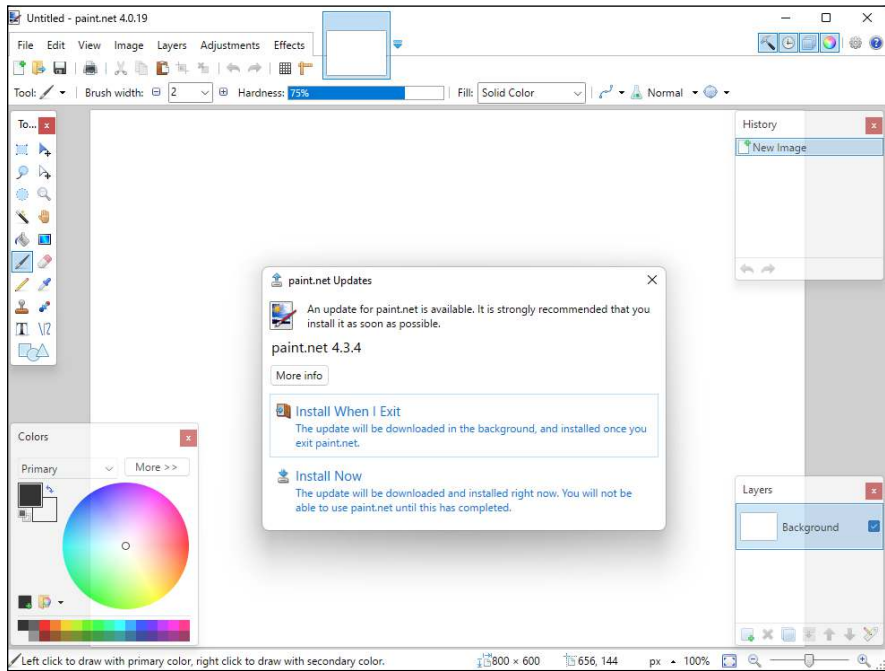 Untitled - paint.net 4.0.19
File Edit View Image Layers Adjustments Effects
Tool: Brush width: 2 Hardness: 75% Fill: Solid Color Normal
To...
History
New Image
paint.net Updates
An update for paint.net is available. It is strongly recommended that you
install it as soon as possible.
paint.net 4.3.4
More info
Install When I Exit
The update will be downloaded in the background, and installed once you
exit paint.net.
Install Now
The update will be downloaded and installed right now. You will not be
able to use paint.net until this has completed.
Colors
Primary More >>
Layers
Background
Left click to draw with primary color, right click to draw with secondary color. 800 × 600 656, 144 px 100%